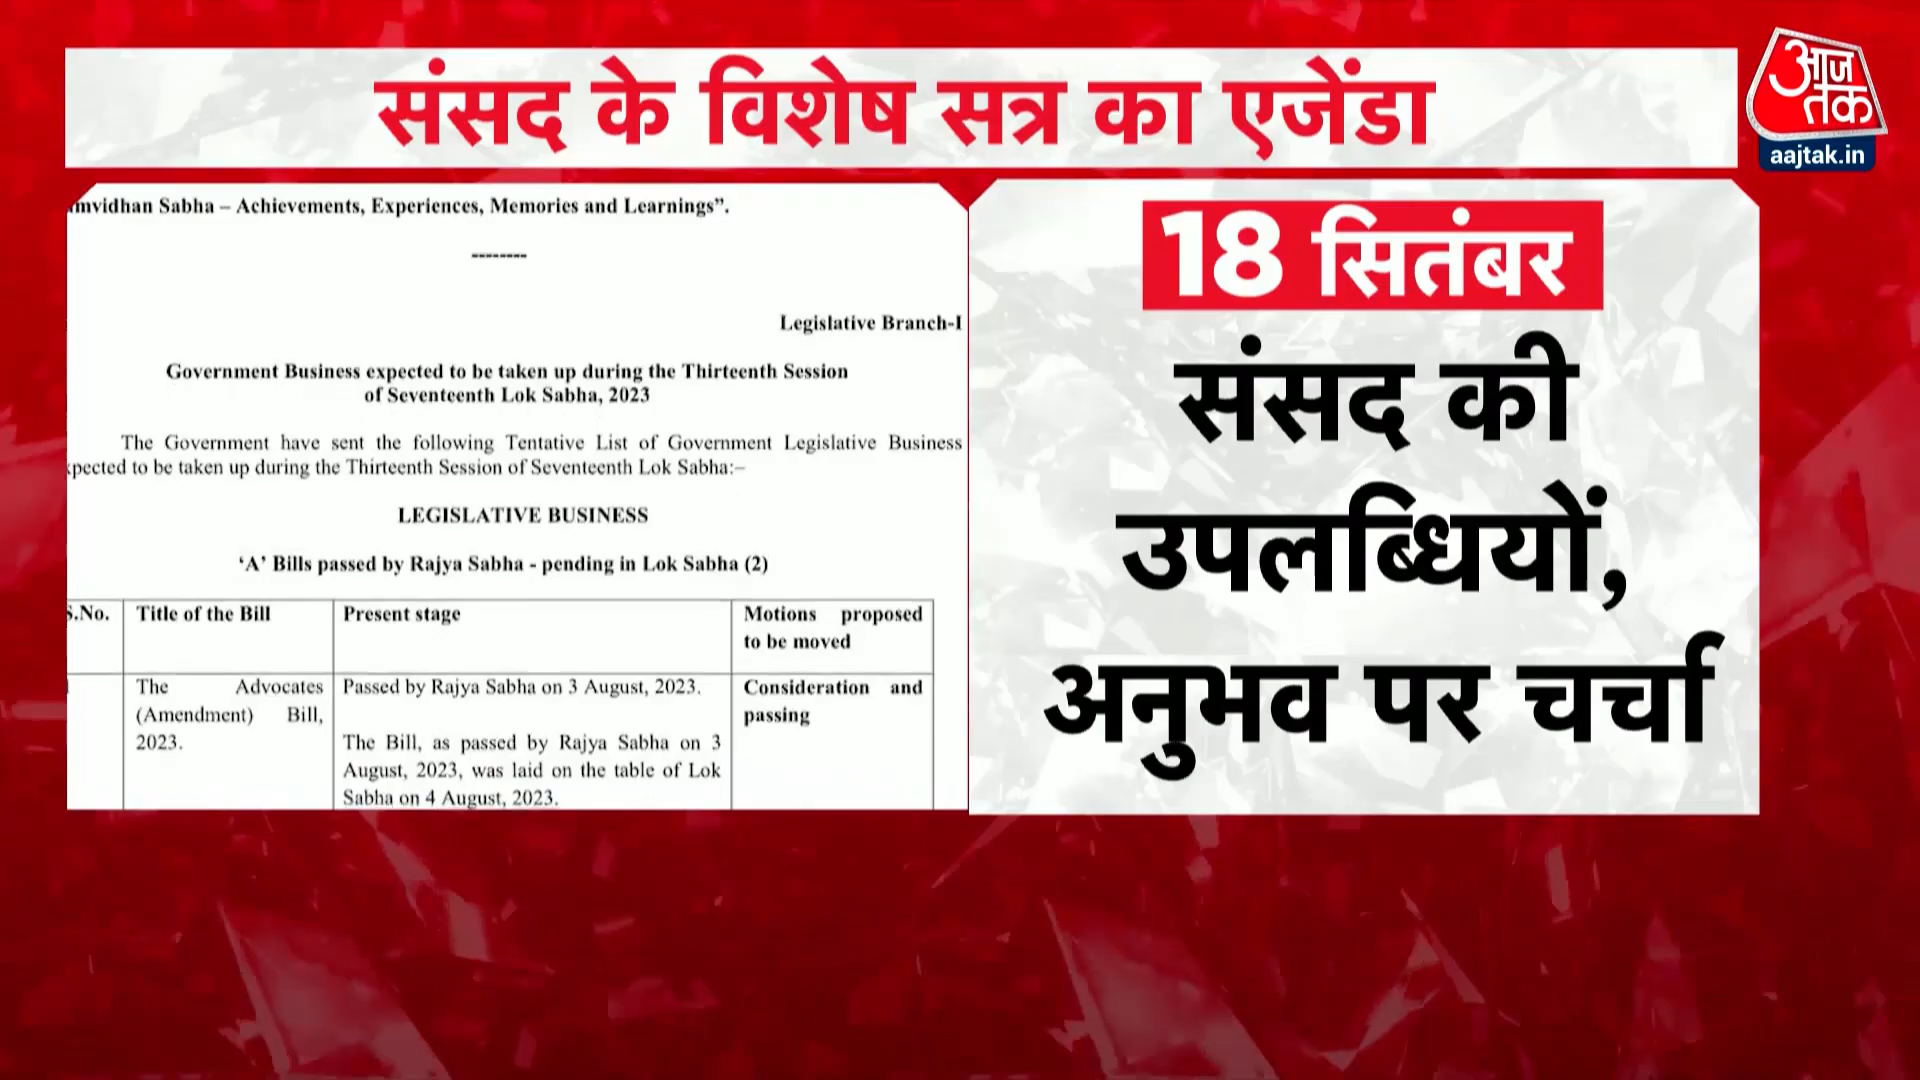 संसद के विशेष सत्र का एजेंडा
आज
तक
aajtak.in
Sabha – Achievements, Experiences, Memories and Learnings”.
--------
Legislative Branch-I
Government Business expected to be taken up during the Thirteenth Session
of Seventeenth Lok Sabha, 2023
The Government have sent the following Tentative List of Government Legislative Business
to be taken up during the Thirteenth Session of Seventeenth Lok Sabha:–
LEGISLATIVE BUSINESS
‘A’ Bills passed by Rajya Sabha - pending in Lok Sabha (2)
S.No. Title of the Bill Present stage Motions proposed
to be moved
The Advocates Passed by Rajya Sabha on 3 August, 2023. Consideration and
(Amendment) Bill, passing
2023. The Bill, as passed by Rajya Sabha on 3
August, 2023, was laid on the table of Lok
Sabha on 4 August, 2023.
18 सितंबर
संसद की
उपलब्धियों,
अनुभव पर चर्चा